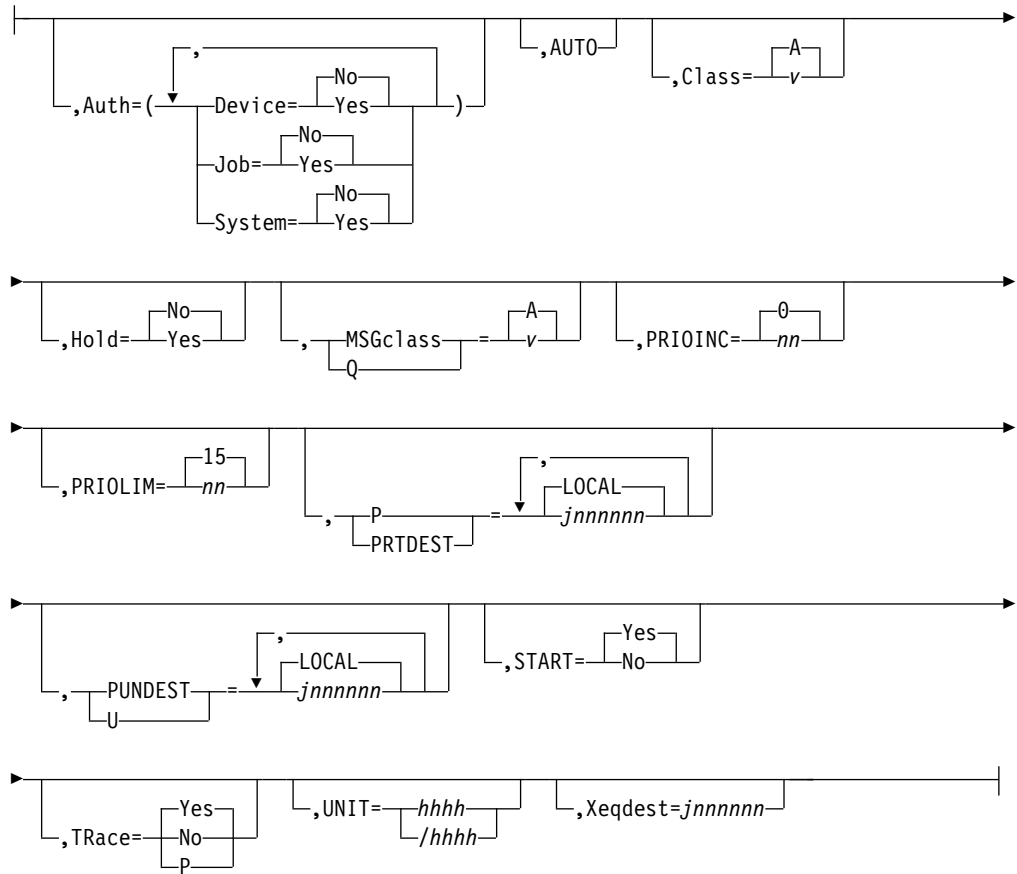 ,
No
A
,AUTO
,Class= v
,Auth=( Device= Yes )
No
Job= Yes
No
System= Yes
No
A
0
,Hold= Yes
, MSGclass = v
,PRIOINC= nn
Q
15
,
LOCAL
,PRIOLIM= nn
, P = jnnnnnn
PRTDEST
,
LOCAL
Yes
,START= No
, PUNDEST = jnnnnnn
U
Yes
,TRace= No
P
,UNIT= hhhh
/hhhh
,Xeqdest=jnnnnnn